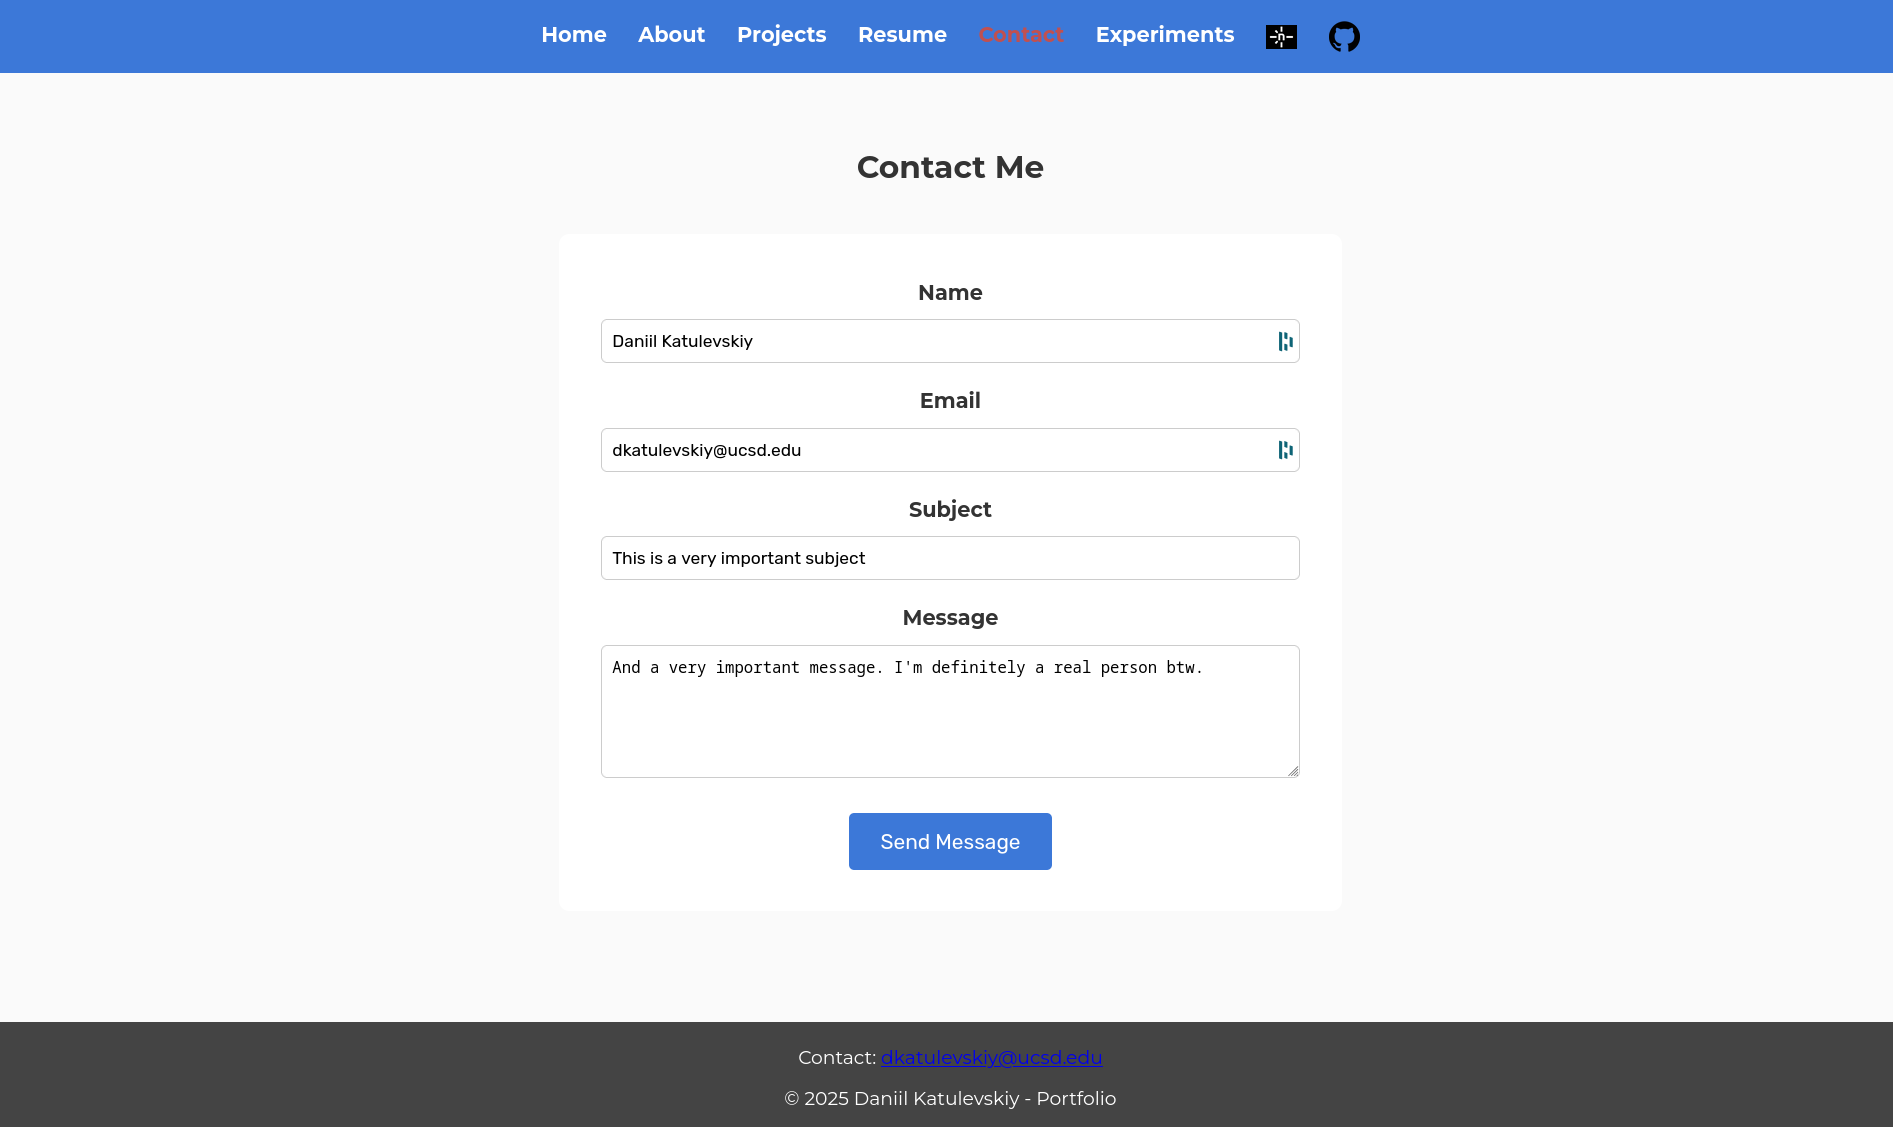 Home About Projects Resume Contact Experiments
Contact Me
Name
Daniil Katulevskiy
Email
dkatulevskiy@ucsd.edu
Subject
This is a very important subject
Message
And a very important message. I'm definitely a real person btw.
Send Message
Contact: dkatulevskiy@ucsd.edu
© 2025 Daniil Katulevskiy - Portfolio